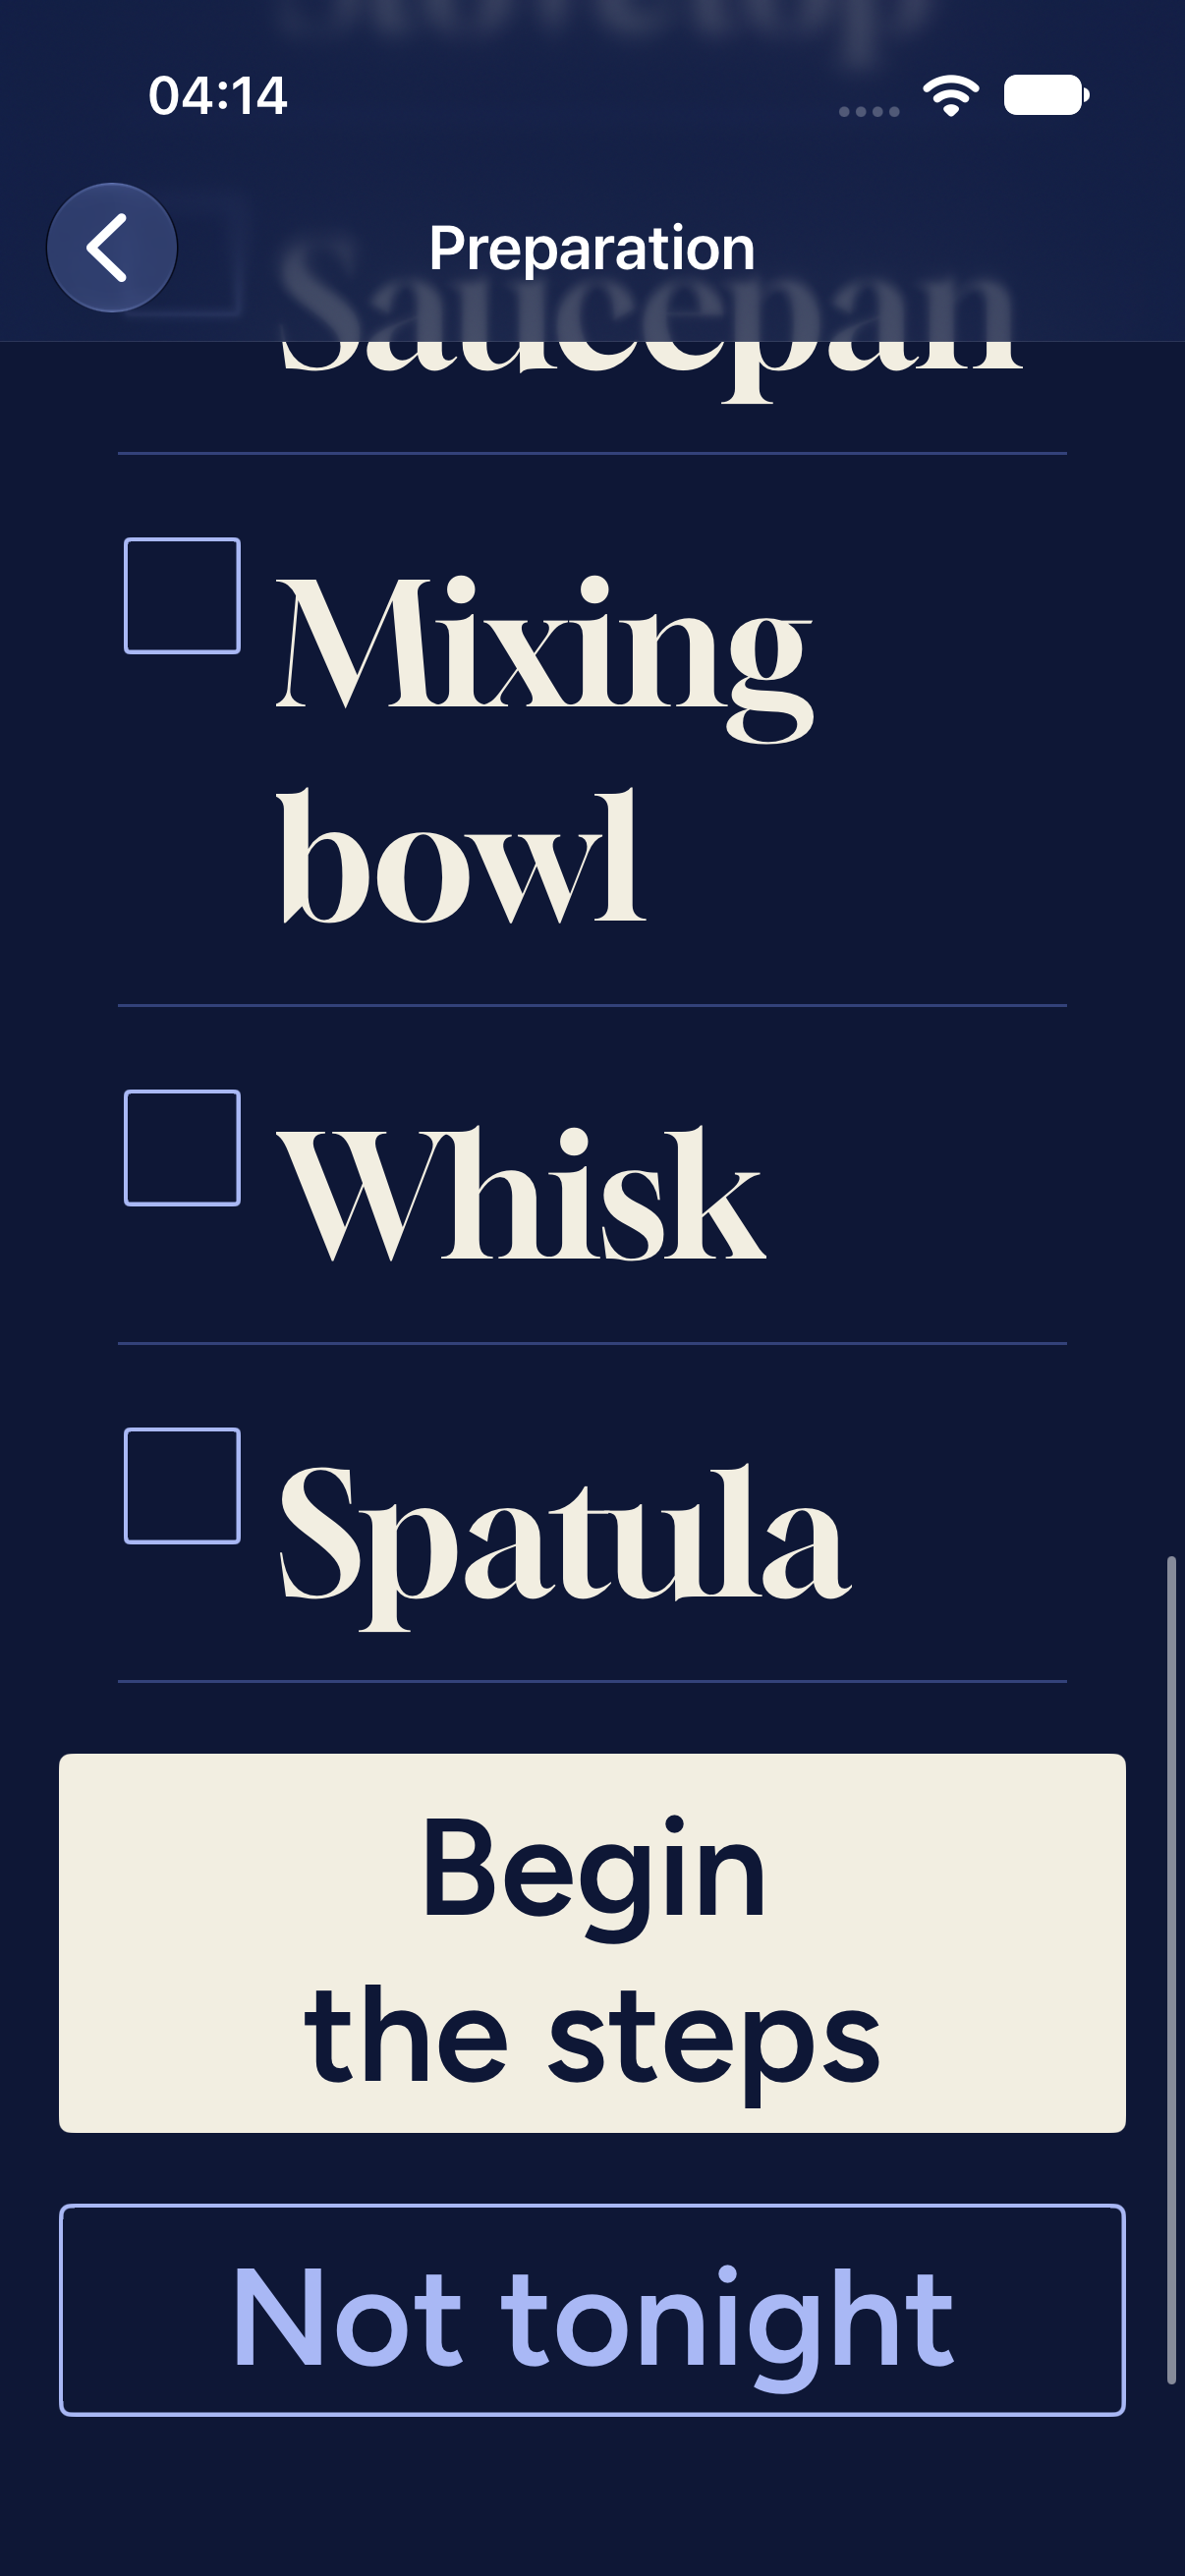 04:14
Preparation
Saucepan
Mixing
bowl
Whisk
Spatula
Begin
the steps
Not tonight